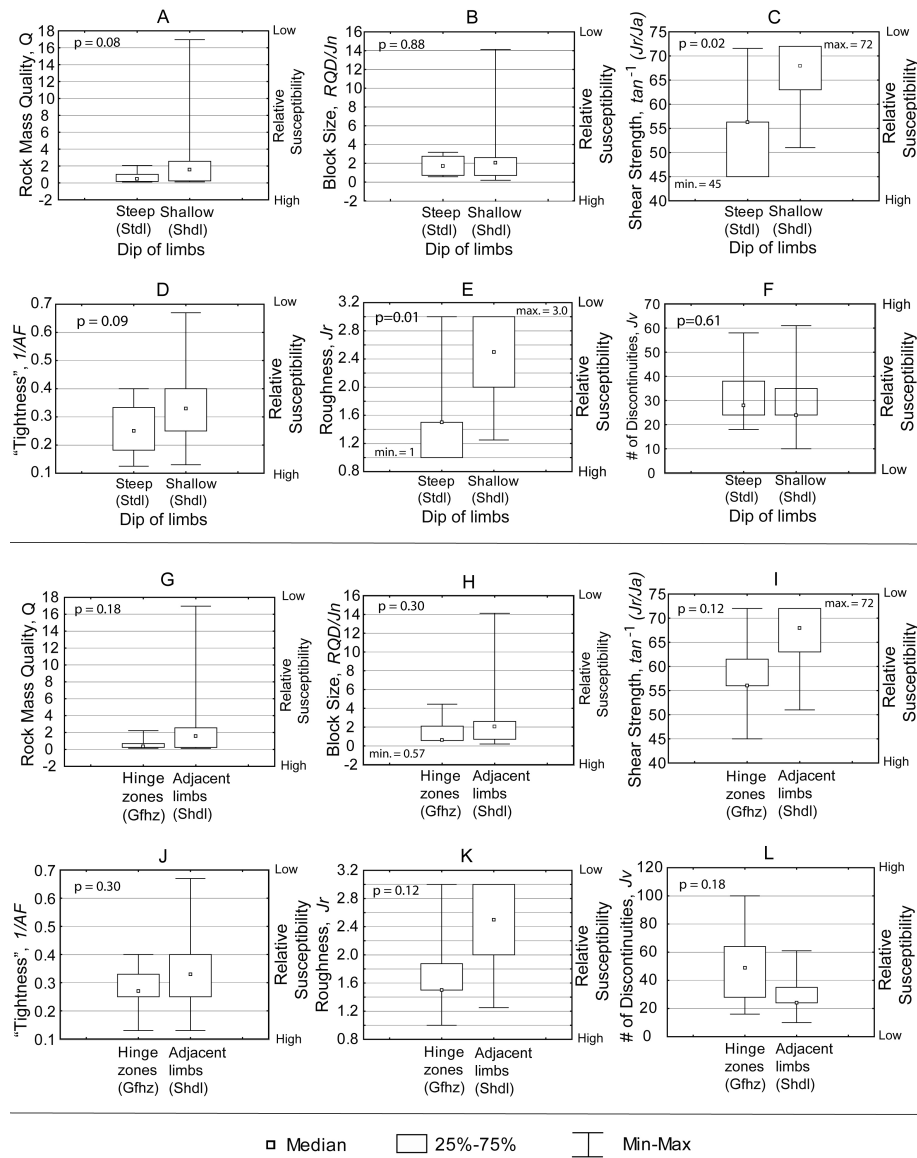 A
Rock Mass Quality, Q
18
16
14
12
10
8
6
4
2
0
-2
p = 0.08
Low
Relative
Susceptibility
High
Steep
(Stdl)
Shallow
(Shdl)
Dip of limbs
B
Block Size, RQD/Jn
16
14
12
10
8
6
4
2
0
-2
p = 0.88
Low
Relative
Susceptibility
High
Steep
(Stdl)
Shallow
(Shdl)
Dip of limbs
C
Shear Strength, tan⁻¹ (Jr/Ja)
75
70
65
60
55
50
45
40
p = 0.02
max. = 72
min. = 45
Low
Relative
Susceptibility
High
Steep
(Stdl)
Shallow
(Shdl)
Dip of limbs
D
“Tightness”, 1/AF
0.7
0.6
0.5
0.4
0.3
0.2
0.1
p = 0.09
Low
Relative
Susceptibility
High
Steep
(Stdl)
Shallow
(Shdl)
Dip of limbs
E
Roughness, Jr
3.2
2.8
2.4
2.0
1.6
1.2
0.8
p=0.01
max. = 3.0
min. = 1
Low
Relative
Susceptibility
High
Steep
(Stdl)
Shallow
(Shdl)
Dip of limbs
F
# of Discontinuities, Jv
70
60
50
40
30
20
10
0
p=0.61
High
Relative
Susceptibility
Low
Steep
(Stdl)
Shallow
(Shdl)
Dip of limbs
G
Rock Mass Quality, Q
18
16
14
12
10
8
6
4
2
0
-2
p = 0.18
Low
Relative
Susceptibility
High
Hinge
zones
(Gfhz)
Adjacent
limbs
(Shdl)
H
Block Size, RQD/Jn
16
14
12
10
8
6
4
2
0
-2
p = 0.30
min. = 0.57
Low
Relative
Susceptibility
High
Hinge
zones
(Gfhz)
Adjacent
limbs
(Shdl)
I
Shear Strength, tan⁻¹ (Jr/Ja)
75
70
65
60
55
50
45
40
p = 0.12
max. = 72
Low
Relative
Susceptibility
High
Hinge
zones
(Gfhz)
Adjacent
limbs
(Shdl)
J
“Tightness”, 1/AF
0.7
0.6
0.5
0.4
0.3
0.2
0.1
p = 0.30
Low
Relative
Susceptibility
High
Hinge
zones
(Gfhz)
Adjacent
limbs
(Shdl)
K
Roughness, Jr
3.2
2.8
2.4
2.0
1.6
1.2
0.8
p = 0.12
Low
Relative
Susceptibility
High
Hinge
zones
(Gfhz)
Adjacent
limbs
(Shdl)
L
# of Discontinuities, Jv
120
100
80
60
40
20
0
p = 0.18
High
Relative
Susceptibility
Low
Hinge
zones
(Gfhz)
Adjacent
limbs
(Shdl)
Median
25%-75%
Min-Max